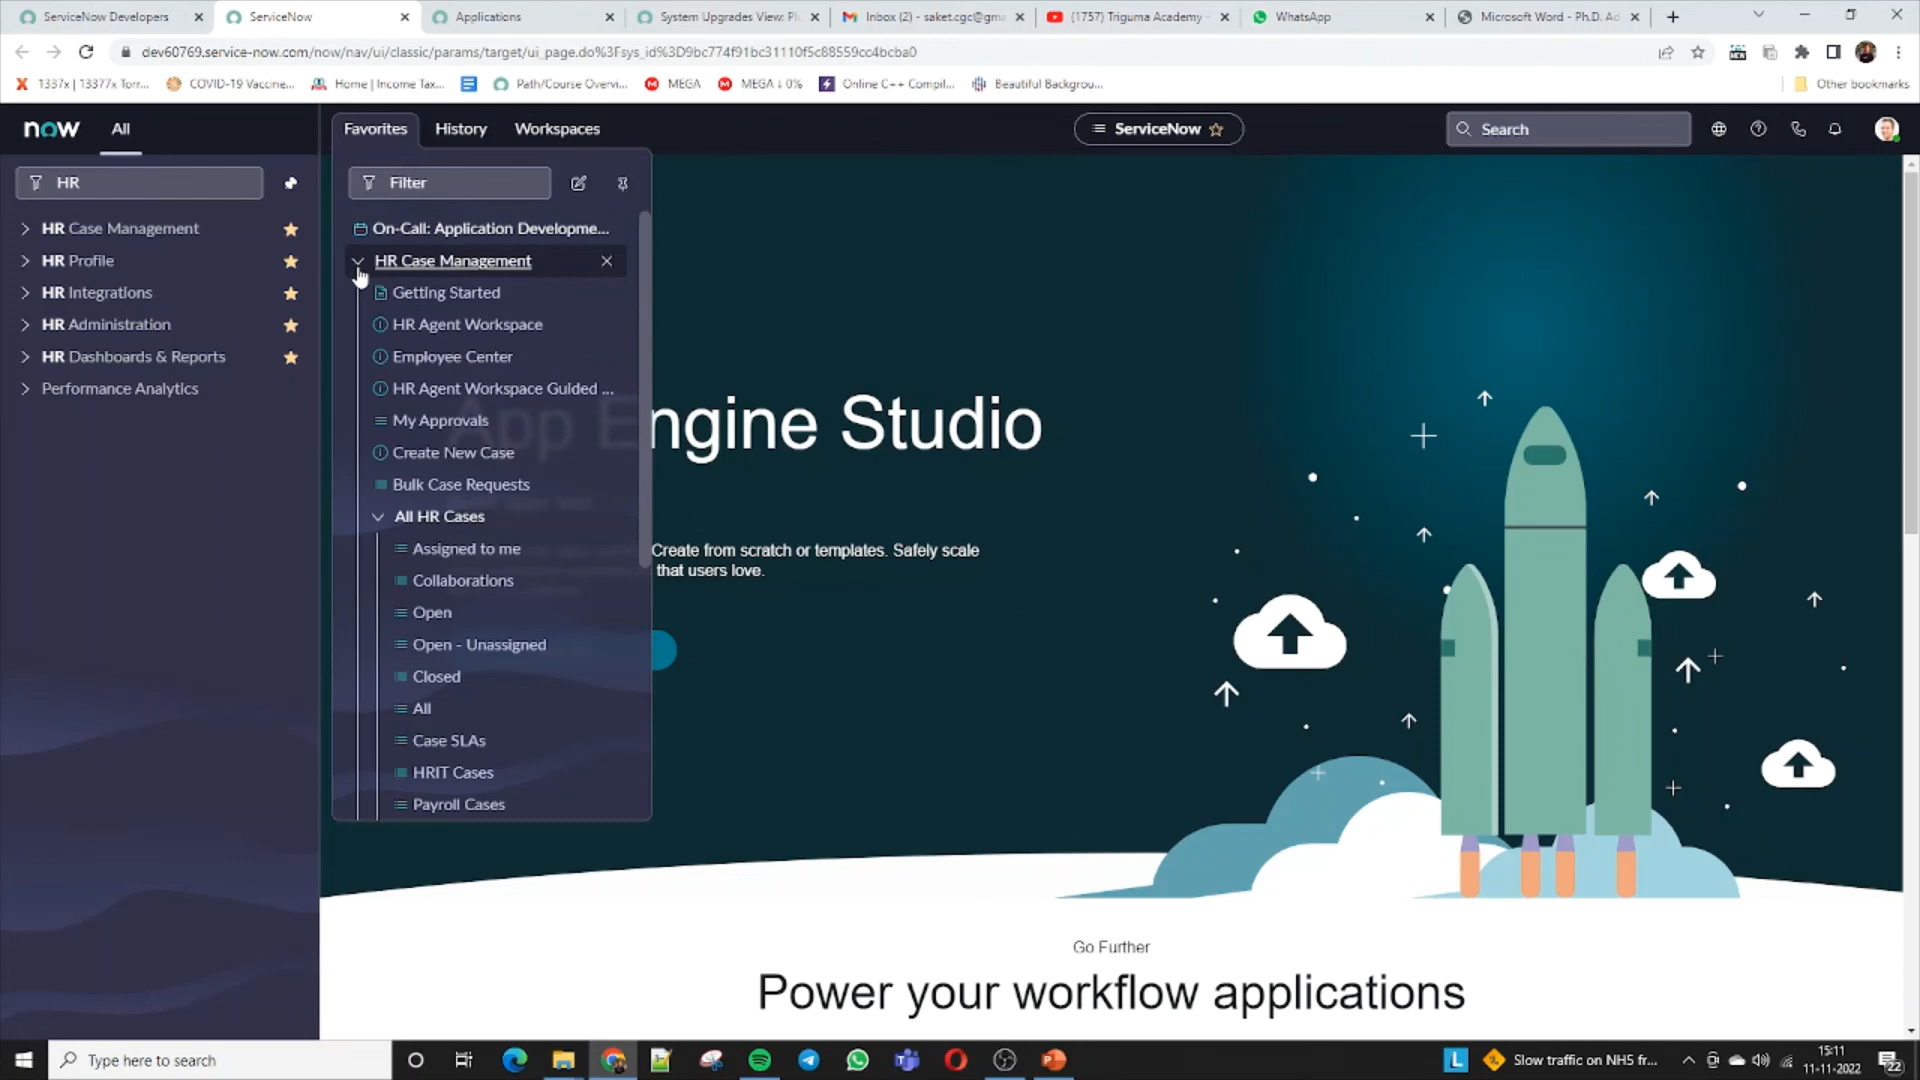 ServiceNow Developers
ServiceNow
Applications
System Upgrades View: Pl
Inbox (2) - saket.cgc@gm
(1757) Triguma Academy -
WhatsApp
Microsoft Word - Ph.D. Ad
dev60769.service-now.com/now/nav/ui/classic/params/target/ui_page.do%3Fsys_id%3D9bc774f91bc31110f5c88559cc4bcba0
1337x | 13377x Torr...
COVID-19 Vaccine...
Home | Income Tax...
Path/Course Overvi...
MEGA
MEGA ↓ 0%
Online C++ Compil...
Beautiful Backgrou...
Other bookmarks
now
All
Favorites
History
Workspaces
ServiceNow
Search
HR
HR Case Management
HR Profile
HR Integrations
HR Administration
HR Dashboards & Reports
Performance Analytics
Filter
On-Call: Application Developme...
HR Case Management
Getting Started
HR Agent Workspace
Employee Center
HR Agent Workspace Guided ...
My Approvals
Create New Case
Bulk Case Requests
All HR Cases
Assigned to me
Collaborations
Open
Open - Unassigned
Closed
All
Case SLAs
HRIT Cases
Payroll Cases
App Engine Studio
Create from scratch or templates. Safely scale
that users love.
Go Further
Power your workflow applications
Type here to search
L
Slow traffic on NH5 fr...
15:11
11-11-2022
22